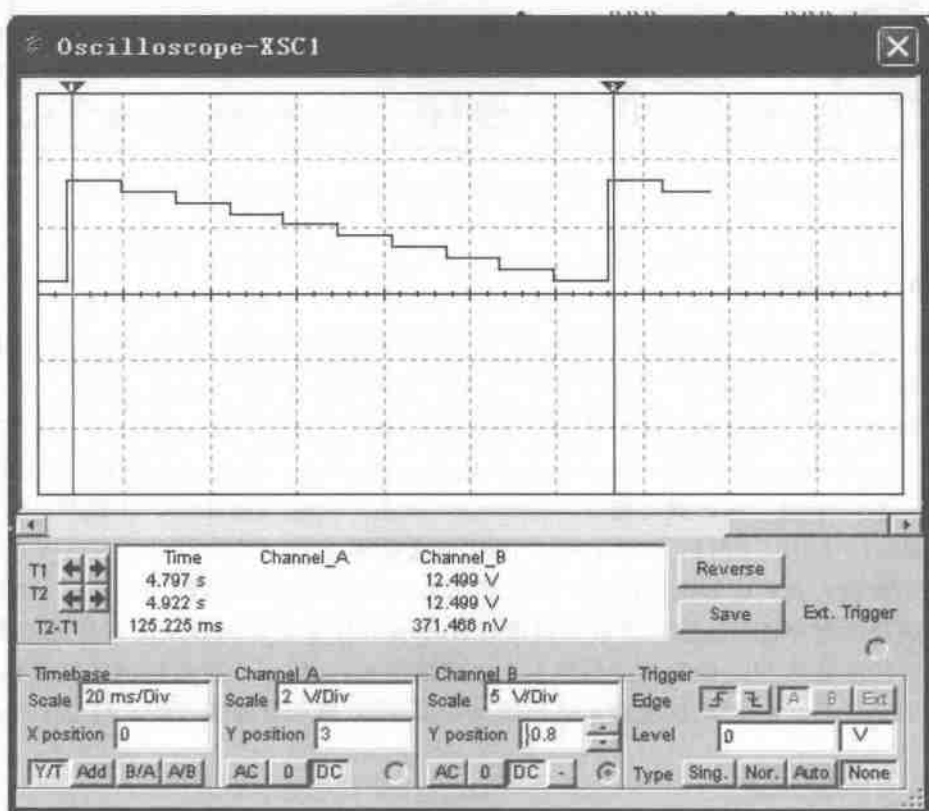 Oscilloscope-XSC1
1 2
T1
T2
T2-T1
Time Channel_A Channel_B
4.797 s 12.499 V
4.922 s 12.499 V
125.225 ms 371.466 nV
Reverse
Save
Ext. Trigger
Timebase
Scale 20 ms/Div
X position 0
Y/T Add B/A A/B
Channel A
Scale 2 V/Div
Y position 3
AC 0 DC
Channel B
Scale 5 V/Div
Y position 0.8
AC 0 DC -
Trigger
Edge A B Ext
Level 0 V
Type Sing. Nor. Auto None